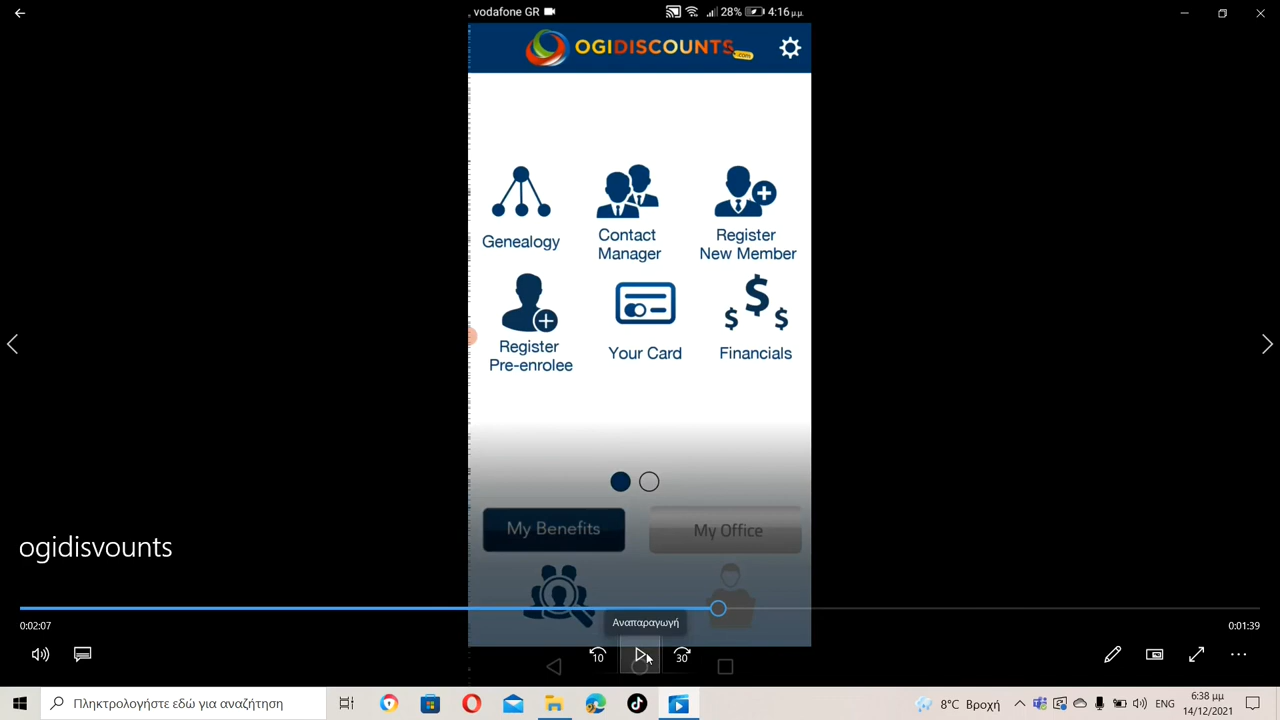 vodafone GR 28% 4:16 μ.μ.
OGIDISCOUNTS .com
Genealogy
Contact Manager
Register New Member
Register Pre-enrolee
Your Card
Financials
My Benefits
My Office
ogidisvounts
Αναπαραγωγή
0:02:07
0:01:39
10
30
Πληκτρολογήστε εδώ για αναζήτηση
8°C Βροχή
ENG
6:38 μμ
14/12/2021